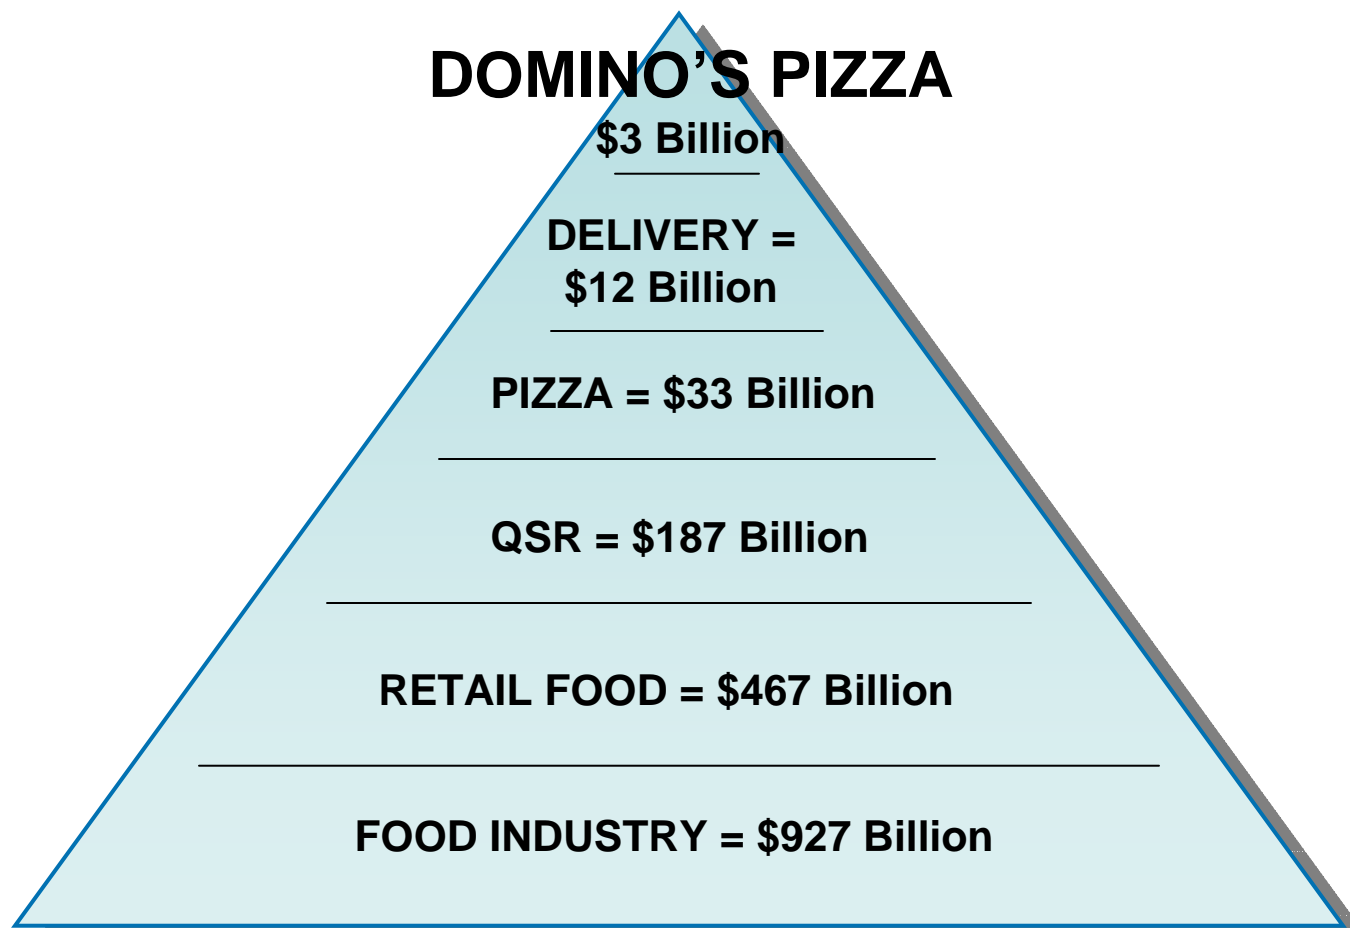 DOMINO’S PIZZA
$3 Billion
DELIVERY =
$12 Billion
PIZZA = $33 Billion
QSR = $187 Billion
RETAIL FOOD = $467 Billion
FOOD INDUSTRY = $927 Billion